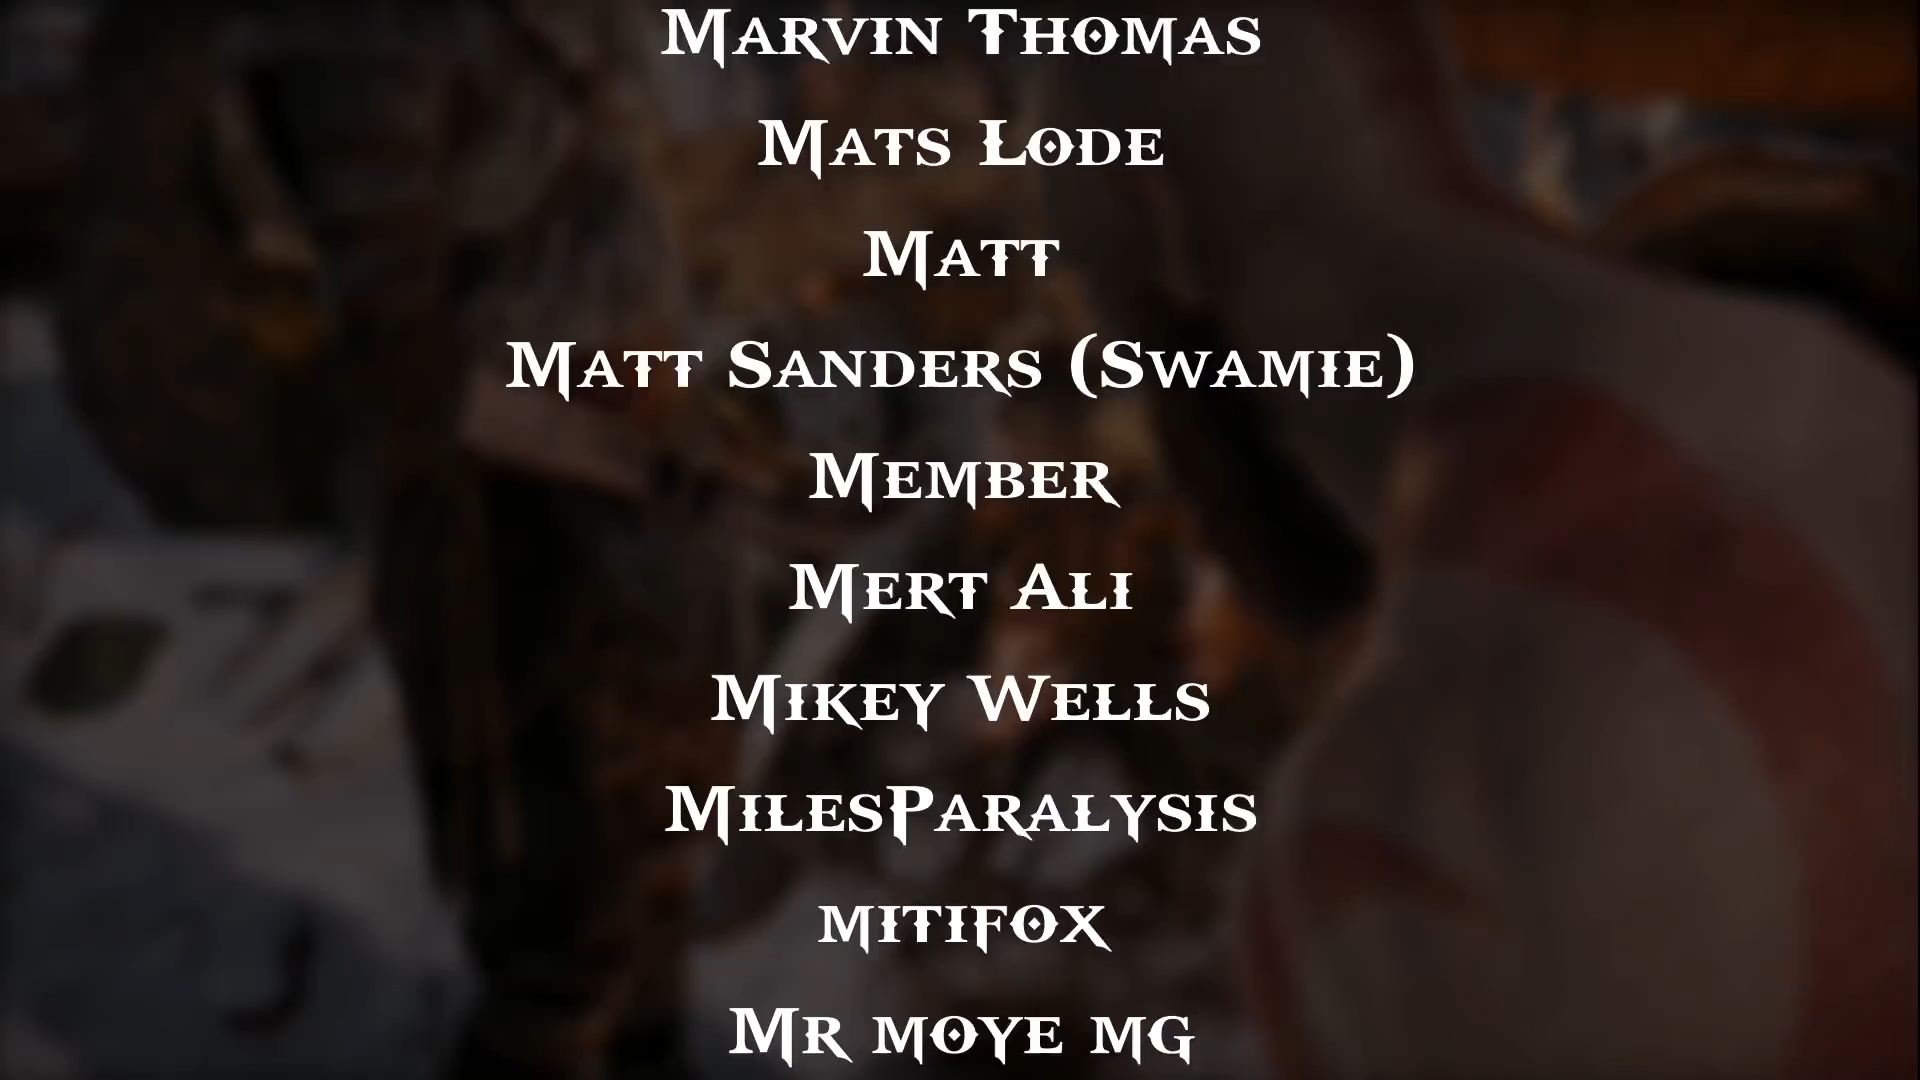 Marvin Thomas
Mats Lode
Matt
Matt Sanders (Swamie)
Member
Mert Ali
Mikey Wells
MilesParalysis
mitifox
Mr moye mg